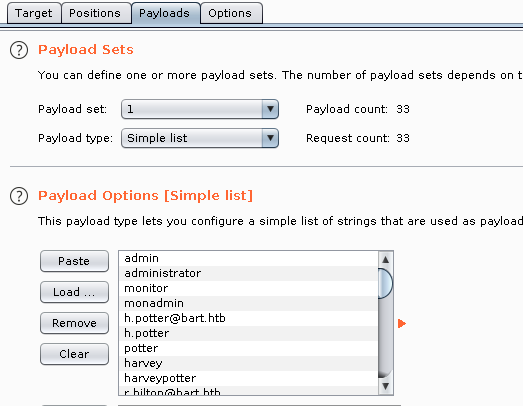 Target Positions Payloads Options
? Payload Sets
You can define one or more payload sets. The number of payload sets depends on t
Payload set: 1 Payload count: 33
Payload type: Simple list Request count: 33
? Payload Options [Simple list]
This payload type lets you configure a simple list of strings that are used as payload
Paste
Load ...
Remove
Clear
admin
administrator
monitor
monadmin
h.potter@bart.htb
h.potter
potter
harvey
harveypotter
r.hilton@bart.htb